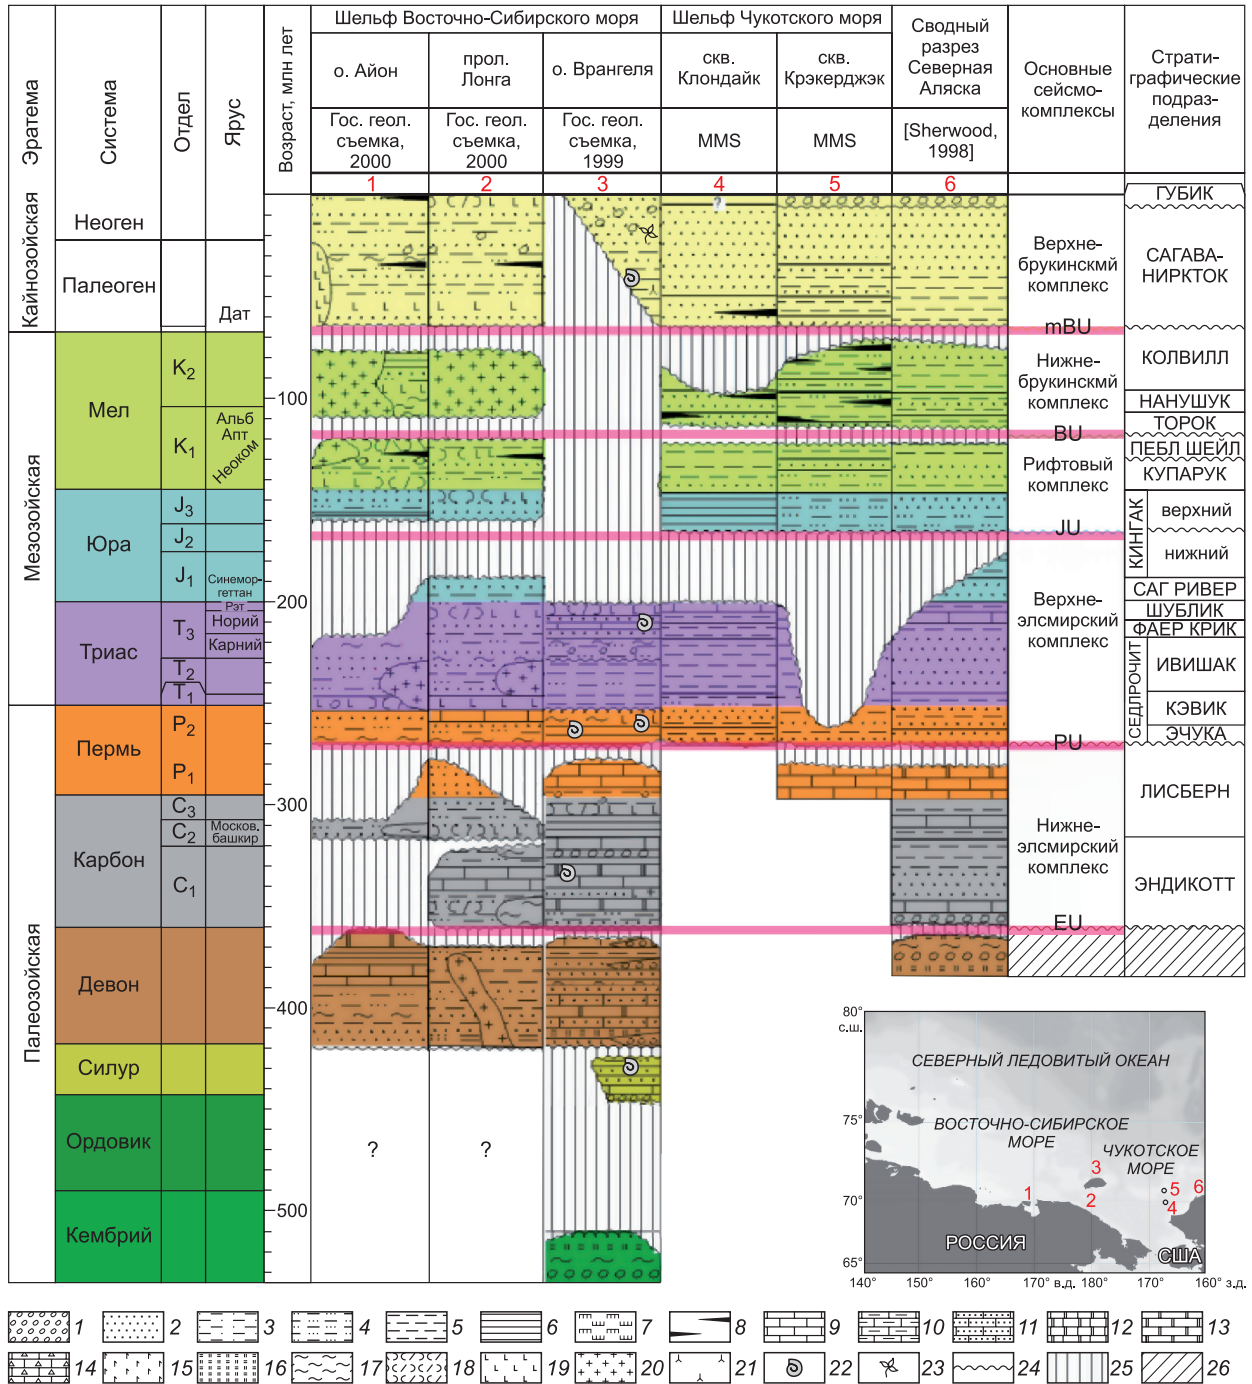 Эратема
Система
Отдел
Ярус
Возраст, млн лет
Шельф Восточно-Сибирского моря
Шельф Чукотского моря
о. Айон
прол.
Лонга
о. Врангеля
скв.
Клондайк
скв.
Крэкерджэк
Сводный
разрез
Северная
Аляска
Основные
сейсмо-
комплексы
Страти-
графические
подраз-
деления
Гос. геол.
съемка,
2000
Гос. геол.
съемка,
2000
Гос. геол.
съемка,
1999
MMS
MMS
[Sherwood,
1998]
1
2
3
4
5
6
Кайнозойская
Мезозойская
Палеозойская
Неоген
Палеоген
Мел
Юра
Триас
Пермь
Карбон
Девон
Силур
Ордовик
Кембрий
K2
K1
J3
J2
J1
T3
T2
T1
P2
P1
C3
C2
C1
Дат
Альб
Апт
Неоком
Синемор-
геттан
Рэт
Норий
Карний
Москов.
башкир
100
200
300
400
500
?
?
?
Верхне-
брукинскмй
комплекс
mBU
Нижне-
брукинскмй
комплекс
BU
Рифтовый
комплекс
JU
Верхне-
элсмирский
комплекс
PU
Нижне-
элсмирский
комплекс
EU
ГУБИК
САГАВА-
НИРКТОК
КОЛВИЛЛ
НАНУШУК
ТОРОК
ПЕБЛ ШЕЙЛ
КУПАРУК
КИНГАК
верхний
нижний
САГ РИВЕР
ШУБЛИК
ФАЕР КРИК
СЕДЛРОЧИТ
ИВИШАК
КЭВИК
ЭЧУКА
ЛИСБЕРН
ЭНДИКОТТ
80°
с.ш.
75°
70°
65°
СЕВЕРНЫЙ ЛЕДОВИТЫЙ ОКЕАН
ВОСТОЧНО-СИБИРСКОЕ
МОРЕ
ЧУКОТСКОЕ
МОРЕ
3
1
2
5
6
4
РОССИЯ
США
140° 150° 160° 170° в.д. 180° 170° 160° з.д.
1 2 3 4 5 6 7 8 9 10 11 12 13
14 15 16 17 18 19 20 21 22 23 24 25 26